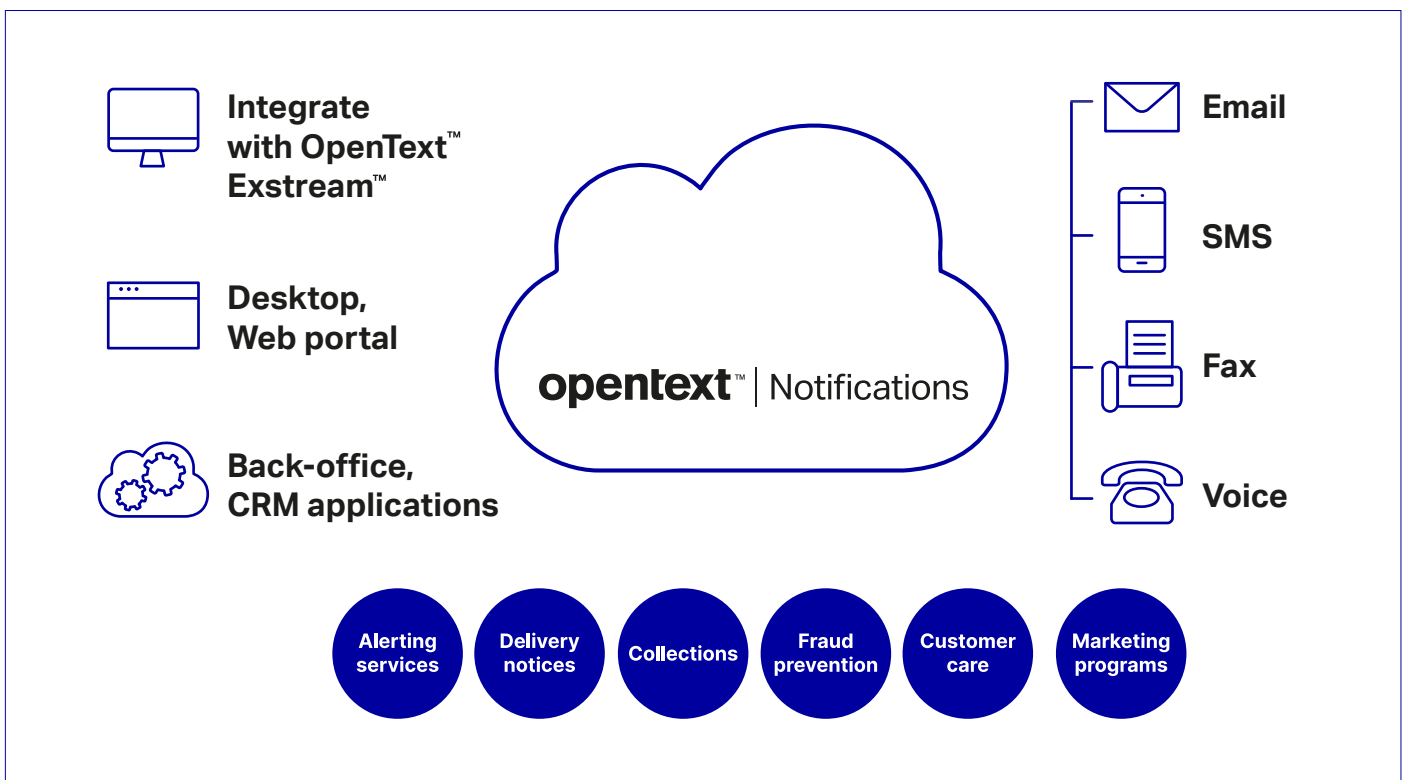 Integrate
with OpenText™
Exstream™
Desktop,
Web portal
Back-office,
CRM applications
opentext™ | Notifications
Email
SMS
Fax
Voice
Alerting
services
Delivery
notices
Collections
Fraud
prevention
Customer
care
Marketing
programs